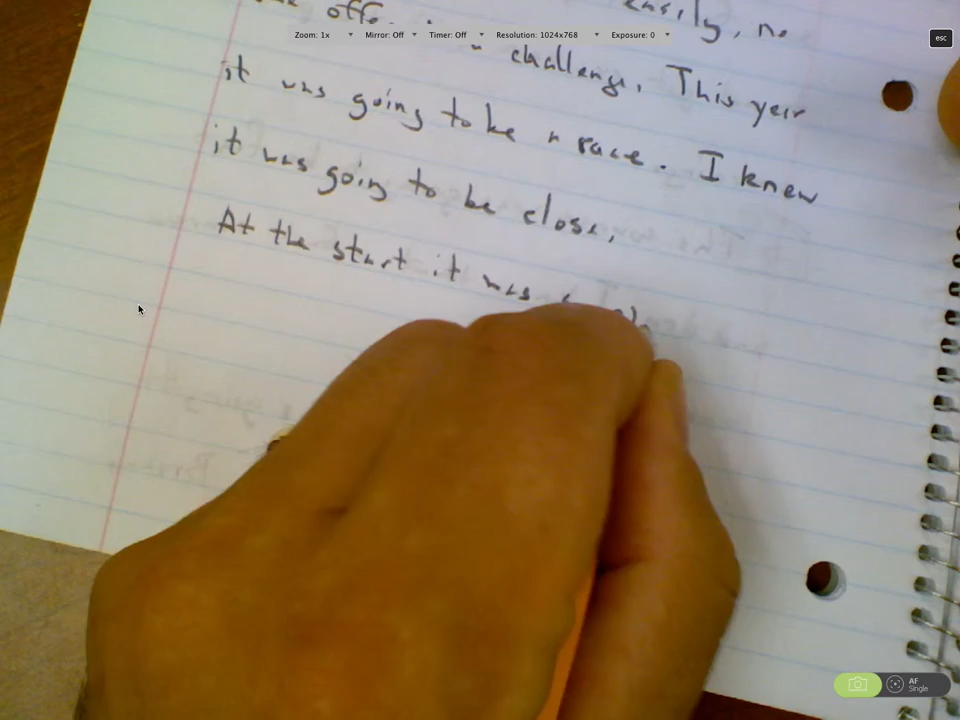 easily, no
Zoom: 1x Mirror: Off Timer: Off Resolution: 1024x768 Exposure: 0
esc
challenge. This year
it was going to be a race. I knew
it was going to be close.
At the start it was
AF
Single